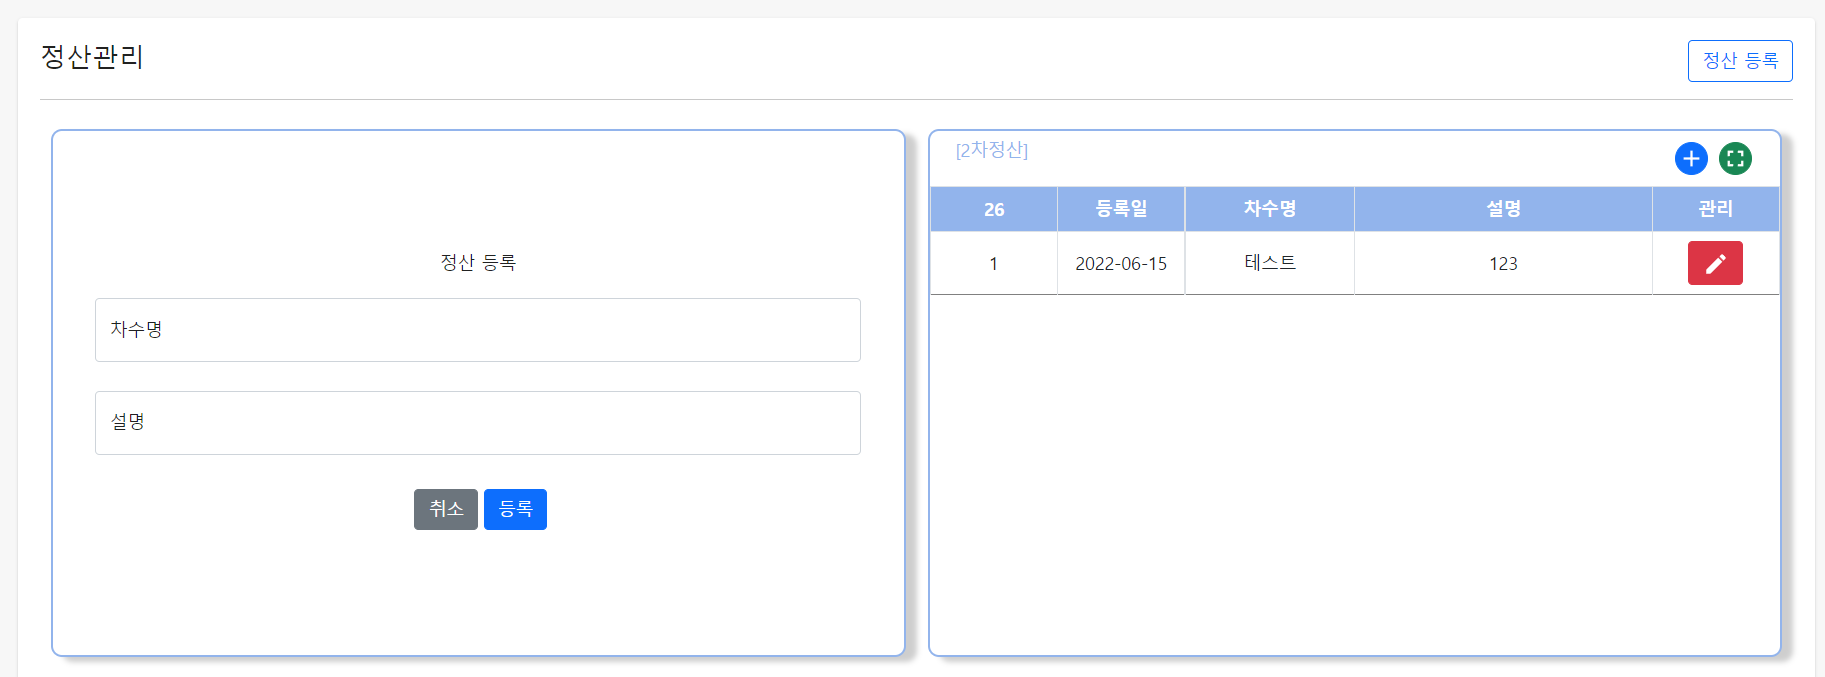 정산관리
정산 등록
정산 등록
차수명
설명
취소 등록
[2차정산]
26 등록일 차수명 설명 관리
1 2022-06-15 테스트 123